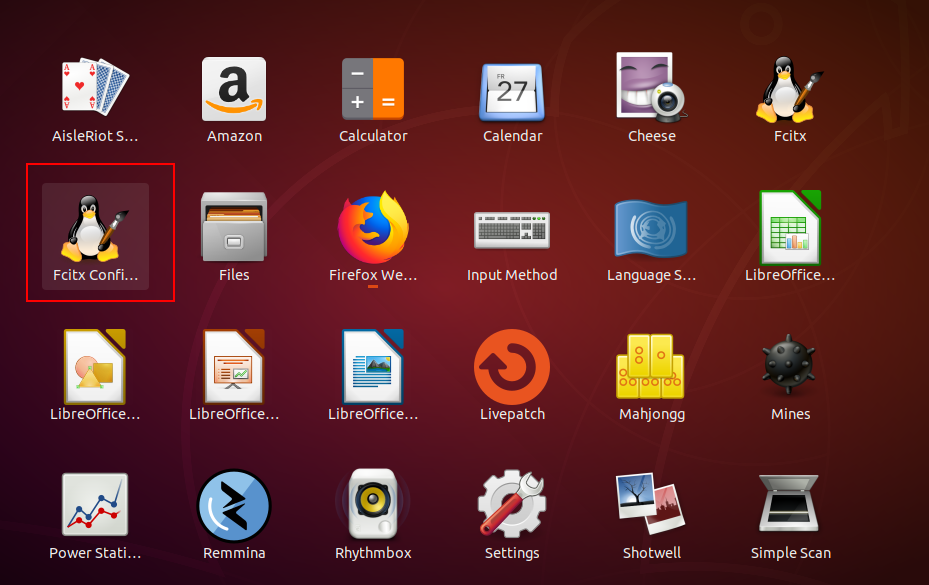 AisleRiot S...
Amazon
Calculator
FR
27
Calendar
Cheese
Fcitx
Fcitx Confi...
Files
Firefox We...
Input Method
Language S...
LibreOffice...
LibreOffice...
LibreOffice...
LibreOffice...
Livepatch
Mahjongg
Mines
Power Stati...
Remmina
Rhythmbox
Settings
Shotwell
Simple Scan